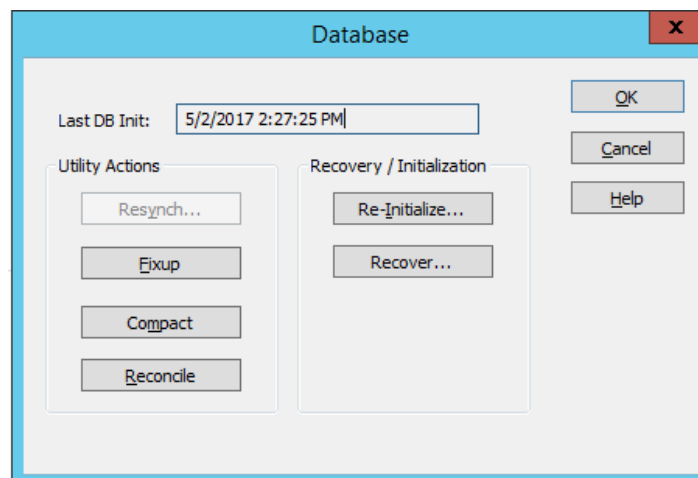 Database
x
Last DB Init: 5/2/2017 2:27:25 PM
OK
Cancel
Help
Utility Actions
Resynch...
Fixup
Compact
Reconcile
Recovery / Initialization
Re-Initialize...
Recover...